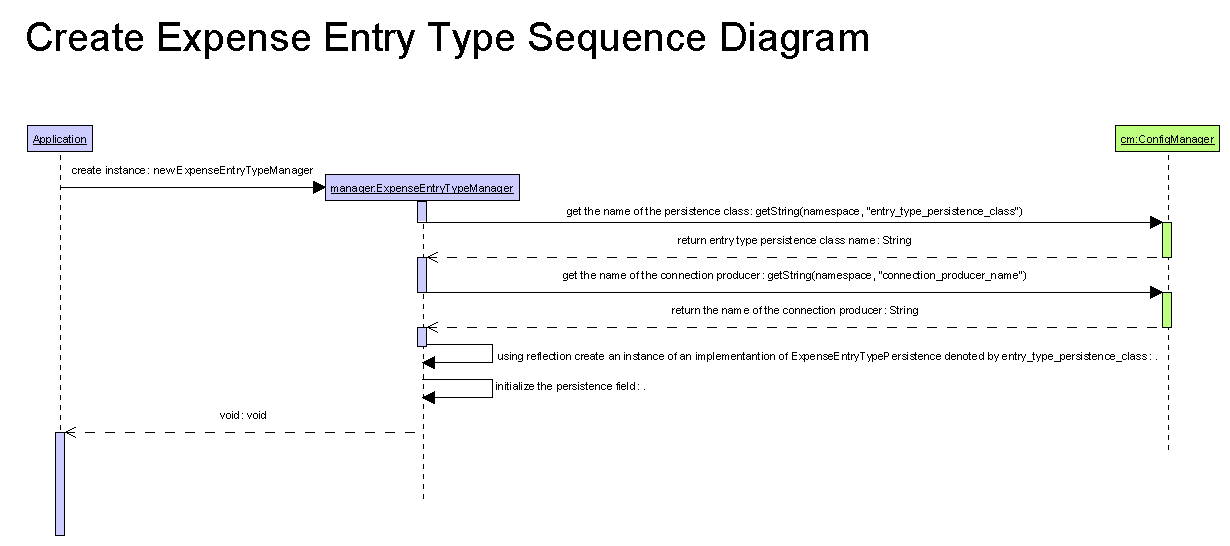 Create Expense Entry Type Sequence Diagram
Application
cm:ConfigManager
create instance: new ExpenseEntryTypeManager
manager:ExpenseEntryTypeManager
get the name of the persistence class: getString(namespace, "entry_type_persistence_class")
return entry type persistence class name: String
get the name of the connection producer: getString(namespace, "connection_producer_name")
return the name of the connection producer: String
using reflection create an instance of an implementantion of ExpenseEntryTypePersistence denoted by entry_type_persistence_class: .
initialize the persistence field: .
void: void